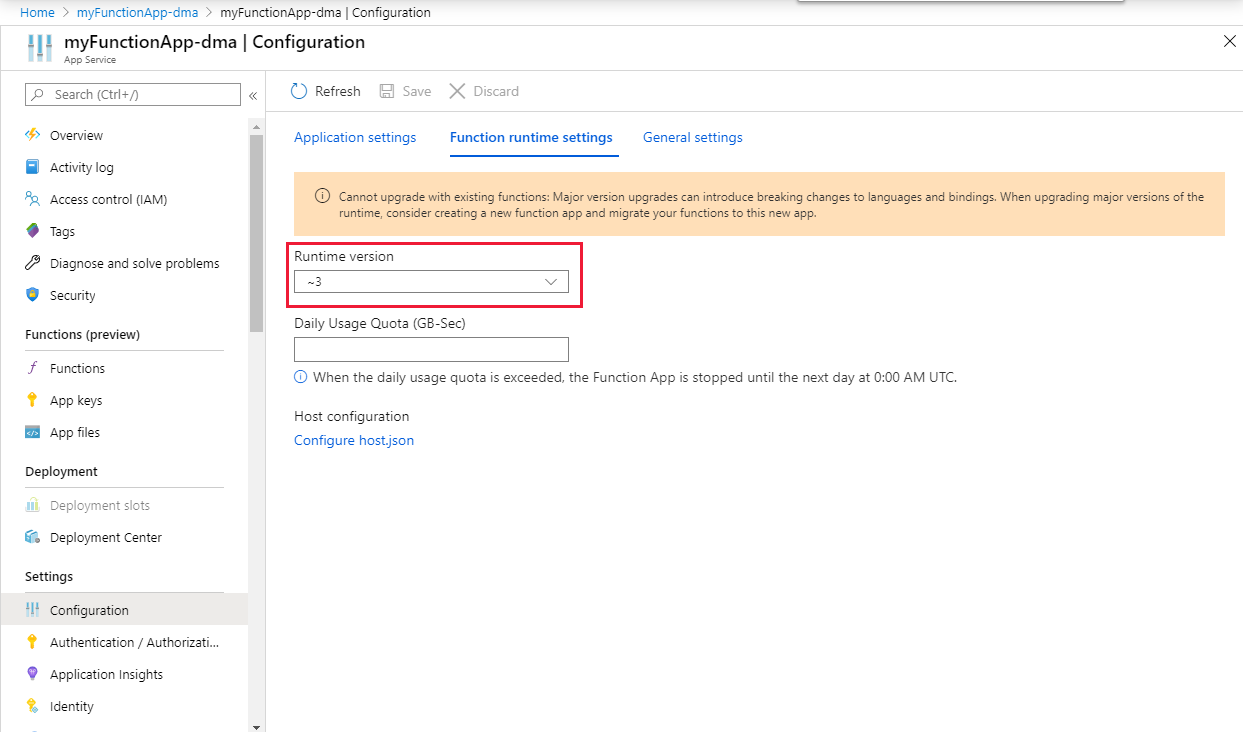 Home > myFunctionApp-dma > myFunctionApp-dma | Configuration
myFunctionApp-dma | Configuration
App Service
Search (Ctrl+/)
«
Overview
Activity log
Access control (IAM)
Tags
Diagnose and solve problems
Security
Functions (preview)
Functions
App keys
App files
Deployment
Deployment slots
Deployment Center
Settings
Configuration
Authentication / Authorizati...
Application Insights
Identity
Refresh Save Discard
Application settings Function runtime settings General settings
Cannot upgrade with existing functions: Major version upgrades can introduce breaking changes to languages and bindings. When upgrading major versions of the
runtime, consider creating a new function app and migrate your functions to this new app.
Runtime version
~3
Daily Usage Quota (GB-Sec)
When the daily usage quota is exceeded, the Function App is stopped until the next day at 0:00 AM UTC.
Host configuration
Configure host.json